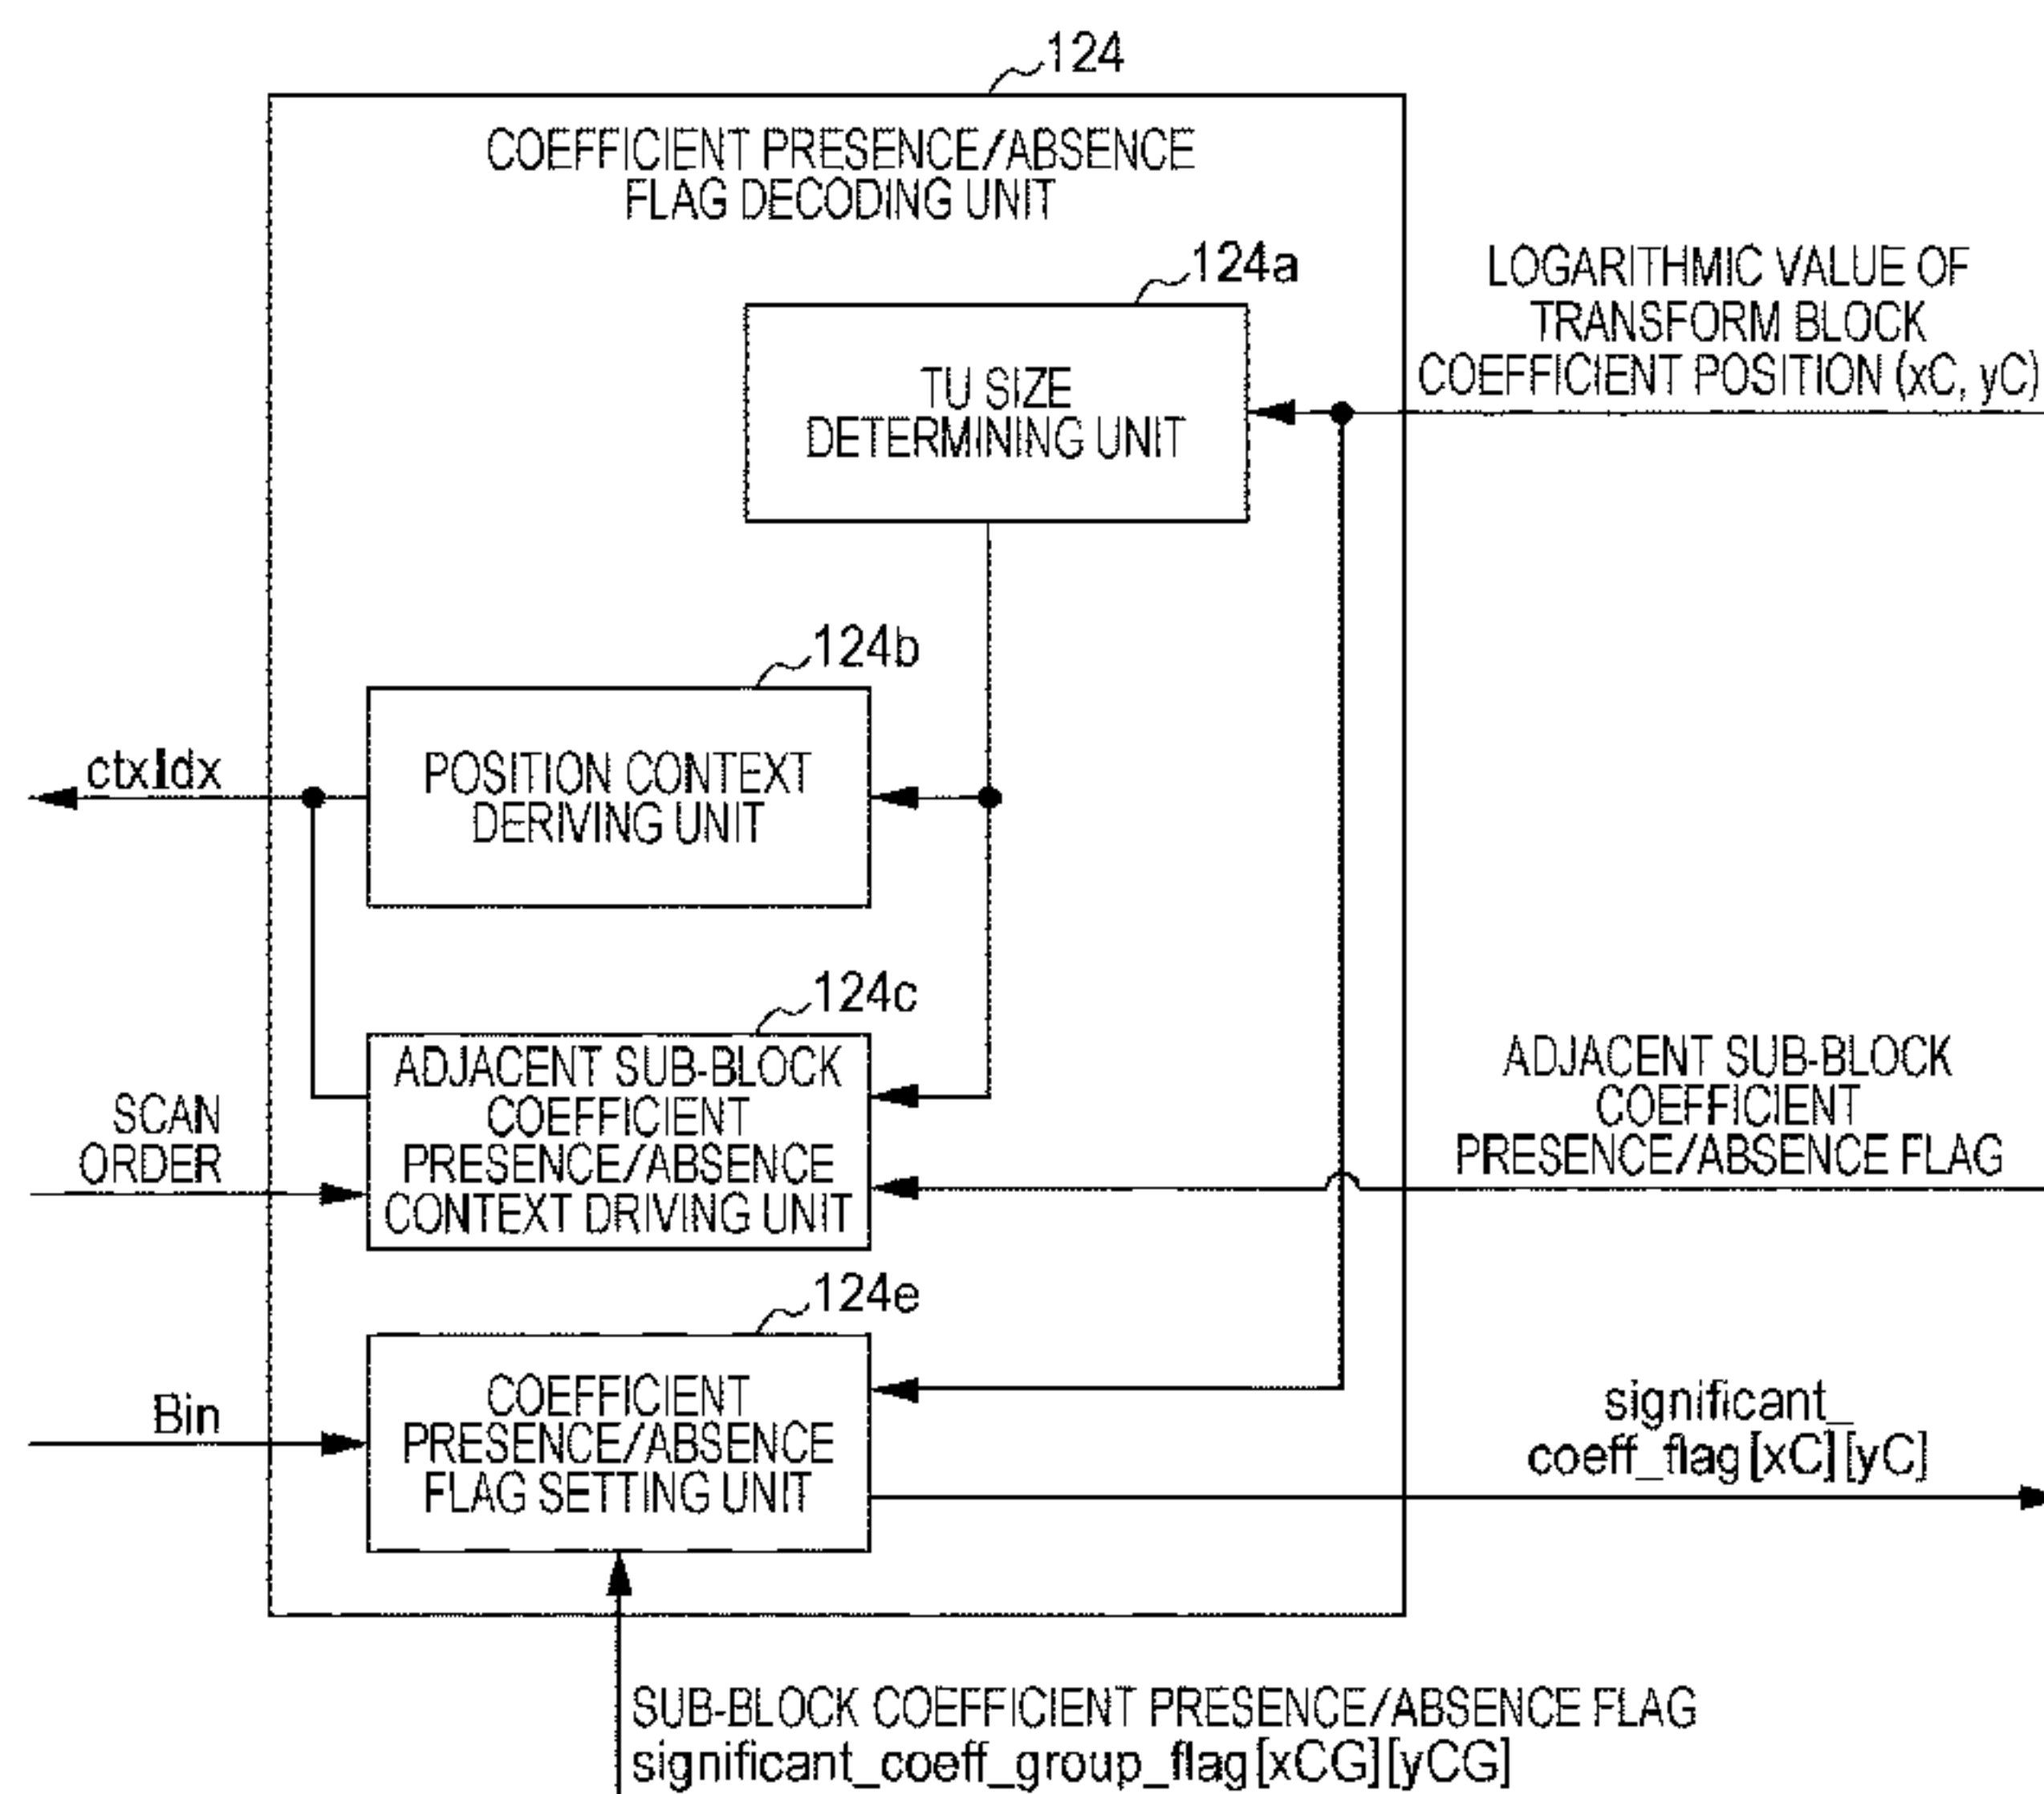 124
COEFFICIENT PRESENCE/ABSENCE
FLAG DECODING UNIT
124a
TU SIZE
DETERMINING UNIT
LOGARITHMIC VALUE OF
TRANSFORM BLOCK
COEFFICIENT POSITION (xC, yC)
124b
POSITION CONTEXT
DERIVING UNIT
ctxIdx
124c
ADJACENT SUB-BLOCK
COEFFICIENT
PRESENCE/ABSENCE
CONTEXT DRIVING UNIT
SCAN
ORDER
ADJACENT SUB-BLOCK
COEFFICIENT
PRESENCE/ABSENCE FLAG
124e
COEFFICIENT
PRESENCE/ABSENCE
FLAG SETTING UNIT
Bin
significant_
coeff_flag[xC][yC]
SUB-BLOCK COEFFICIENT PRESENCE/ABSENCE FLAG
significant_coeff_group_flag[xCG][yCG]